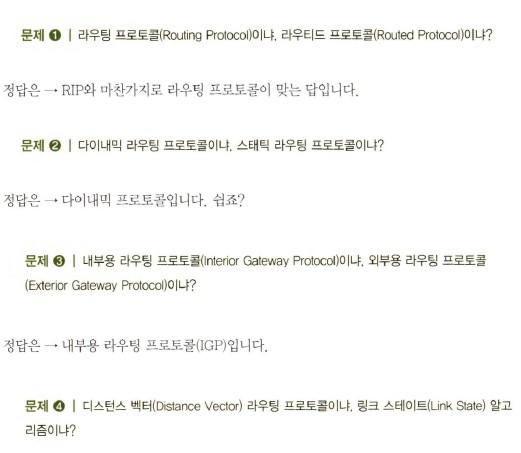 문제 ❶ | 라우팅 프로토콜(Routing Protocol)이냐, 라우티드 프로토콜(Routed Protocol)이냐?
정답은 → RIP와 마찬가지로 라우팅 프로토콜이 맞는 답입니다.
문제 ❷ | 다이내믹 라우팅 프로토콜이냐, 스태틱 라우팅 프로토콜이냐?
정답은 → 다이내믹 프로토콜입니다. 쉽죠?
문제 ❸ | 내부용 라우팅 프로토콜(Interior Gateway Protocol)이냐, 외부용 라우팅 프로토콜
(Exterior Gateway Protocol)이냐?
정답은 → 내부용 라우팅 프로토콜(IGP)입니다.
문제 ❹ | 디스턴스 벡터(Distance Vector) 라우팅 프로토콜이냐, 링크 스테이트(Link State) 알고
리즘이냐?